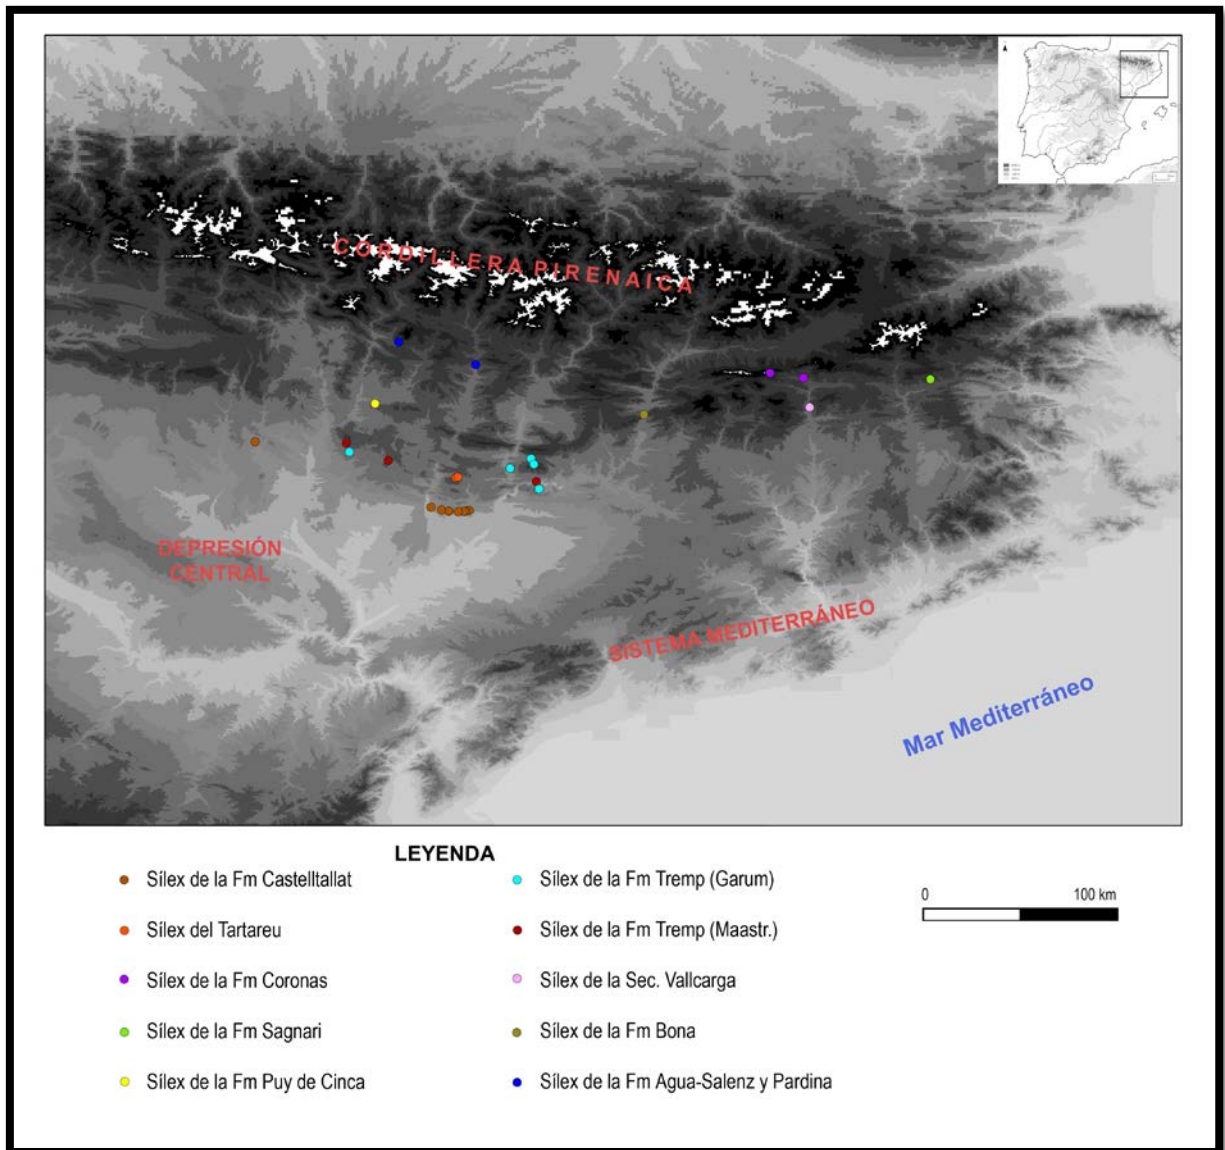 CORDILLERA PIRENAICA
DEPRESIÓN
CENTRAL
SISTEMA MEDITERRÁNEO
Mar Mediterráneo
LEYENDA
Sílex de la Fm Castelltallat
Sílex del Tartareu
Sílex de la Fm Coronas
Sílex de la Fm Sagnari
Sílex de la Fm Puy de Cinca
Sílex de la Fm Tremp (Garum)
Sílex de la Fm Tremp (Maastr.)
Sílex de la Sec. Vallcarga
Sílex de la Fm Bona
Sílex de la Fm Agua-Salenz y Pardina
0 100 km